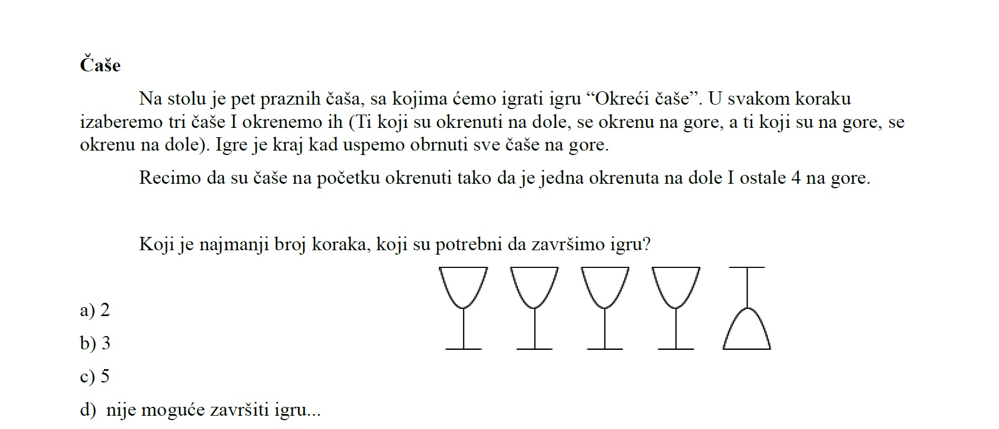 Čaše
Na stolu je pet praznih čaša, sa kojima ćemo igrati igru “Okreći čaše”. U svakom koraku
izaberemo tri čaše I okrenemo ih (Ti koji su okrenuti na dole, se okrenu na gore, a ti koji su na gore, se
okrenu na dole). Igre je kraj kad uspemo obrnuti sve čaše na gore.
Recimo da su čaše na početku okrenuti tako da je jedna okrenuta na dole I ostale 4 na gore.
Koji je najmanji broj koraka, koji su potrebni da završimo igru?
a) 2
b) 3
c) 5
d) nije moguće završiti igru...